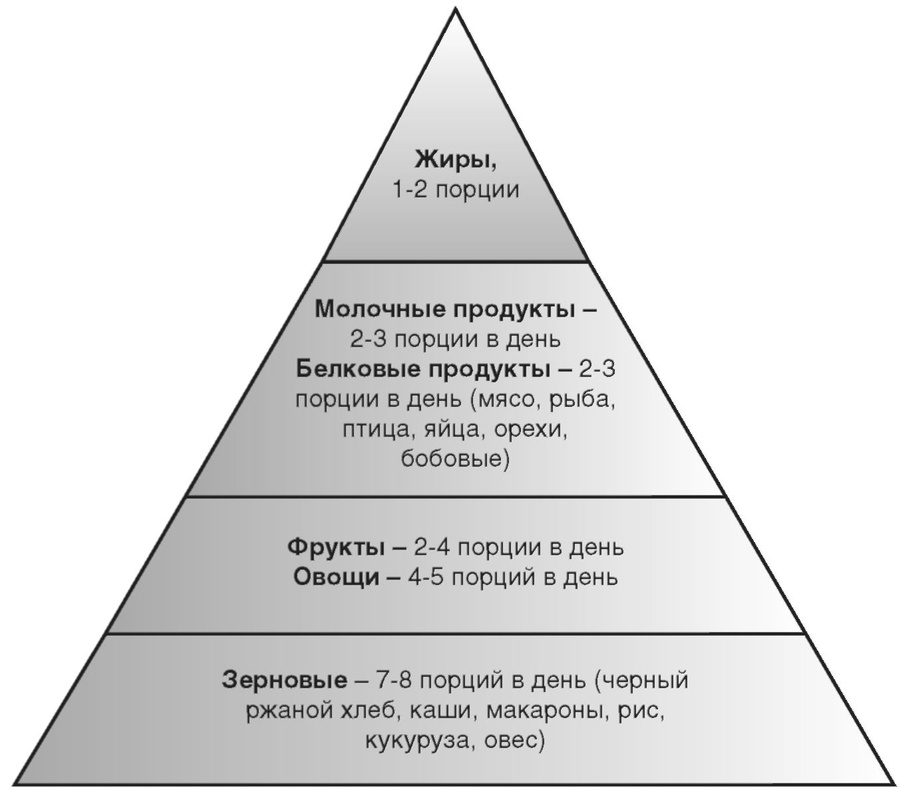 Жиры,
1-2 порции
Молочные продукты –
2-3 порции в день
Белковые продукты – 2-3
порции в день (мясо, рыба,
птица, яйца, орехи,
бобовые)
Фрукты – 2-4 порции в день
Овощи – 4-5 порций в день
Зерновые – 7-8 порций в день (черный
ржаной хлеб, каши, макароны, рис,
кукуруза, овес)